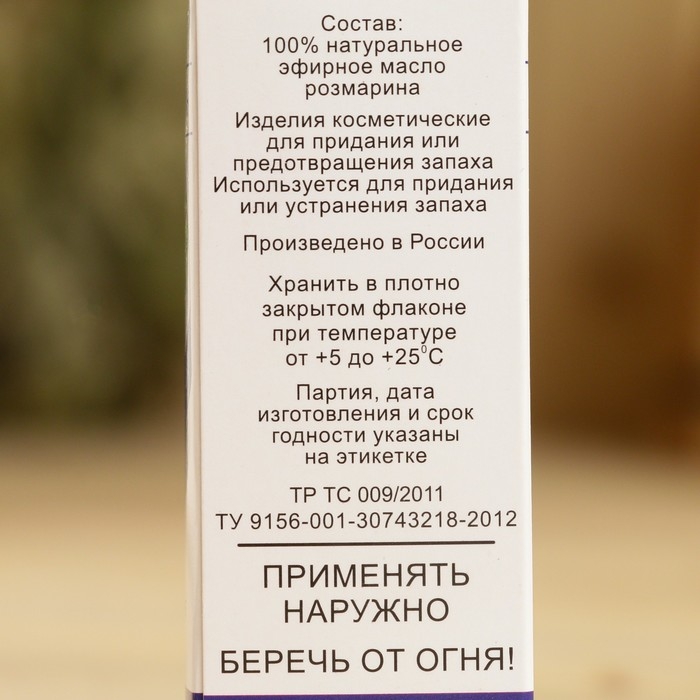 Состав:
100% натуральное
эфирное масло
розмарина
Изделия косметические
для придания или
предотвращения запаха
Используется для придания
или устранения запаха
Произведено в России
Хранить в плотно
закрытом флаконе
при температуре
от +5 до +25⁰С
Партия, дата
изготовления и срок
годности указаны
на этикетке
ТР ТС 009/2011
ТУ 9156-001-30743218-2012
ПРИМЕНЯТЬ
НАРУЖНО
БЕРЕЧЬ ОТ ОГНЯ!